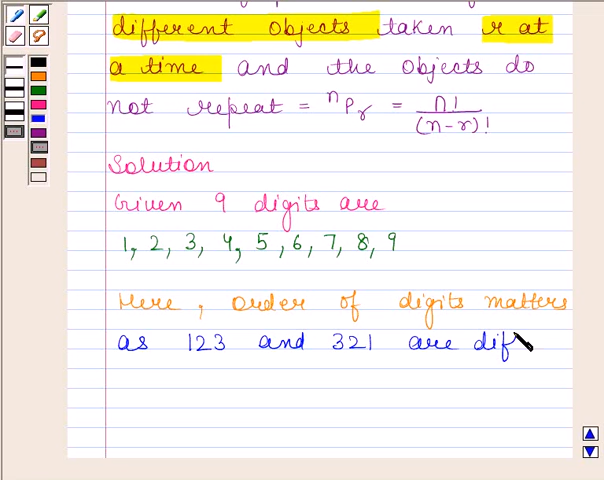 different objects taken r at
a time and the objects do
not repeat = ⁿPᵣ = n!/(n-r)!
Solution
Given 9 digits are
1, 2, 3, 4, 5, 6, 7, 8, 9
Here, order of digits matters
as 123 and 321 are dif